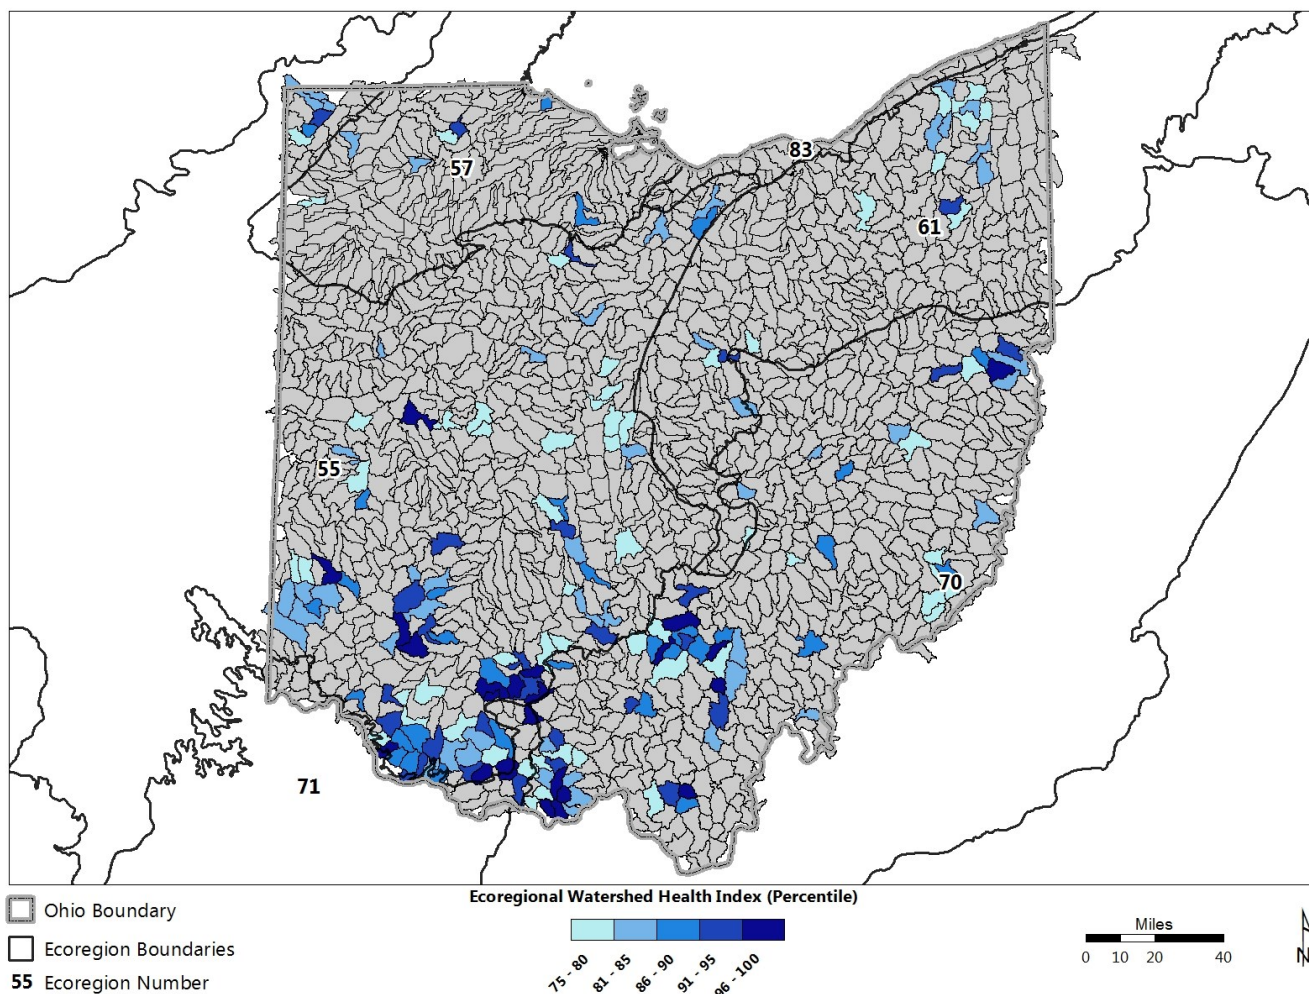 83
57
61
55
70
71
Ecoregional Watershed Health Index (Percentile)
Ohio Boundary
Ecoregion Boundaries
55 Ecoregion Number
75 - 80
81 - 85
86 - 90
91 - 95
96 - 100
Miles
0 10 20 40
N